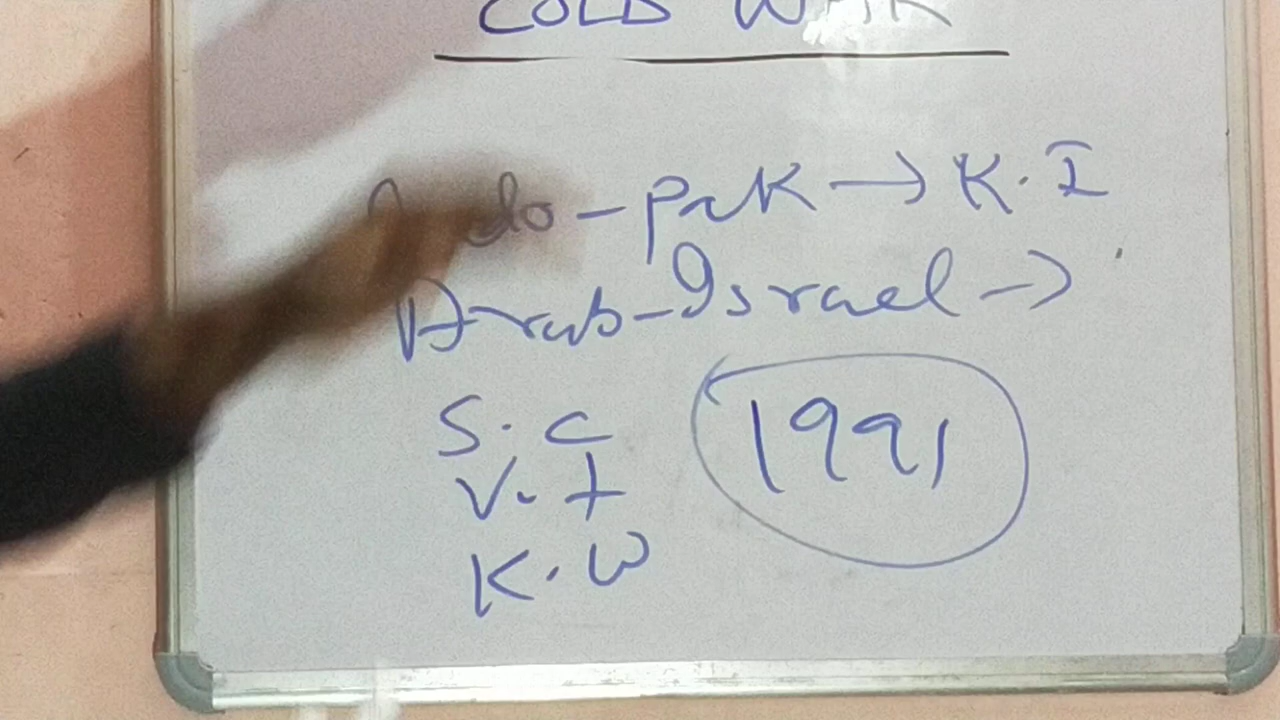 COLD WAR
Indo - Pak → K.I
Arab - Israel →
S.C
V.I
K.W
1991